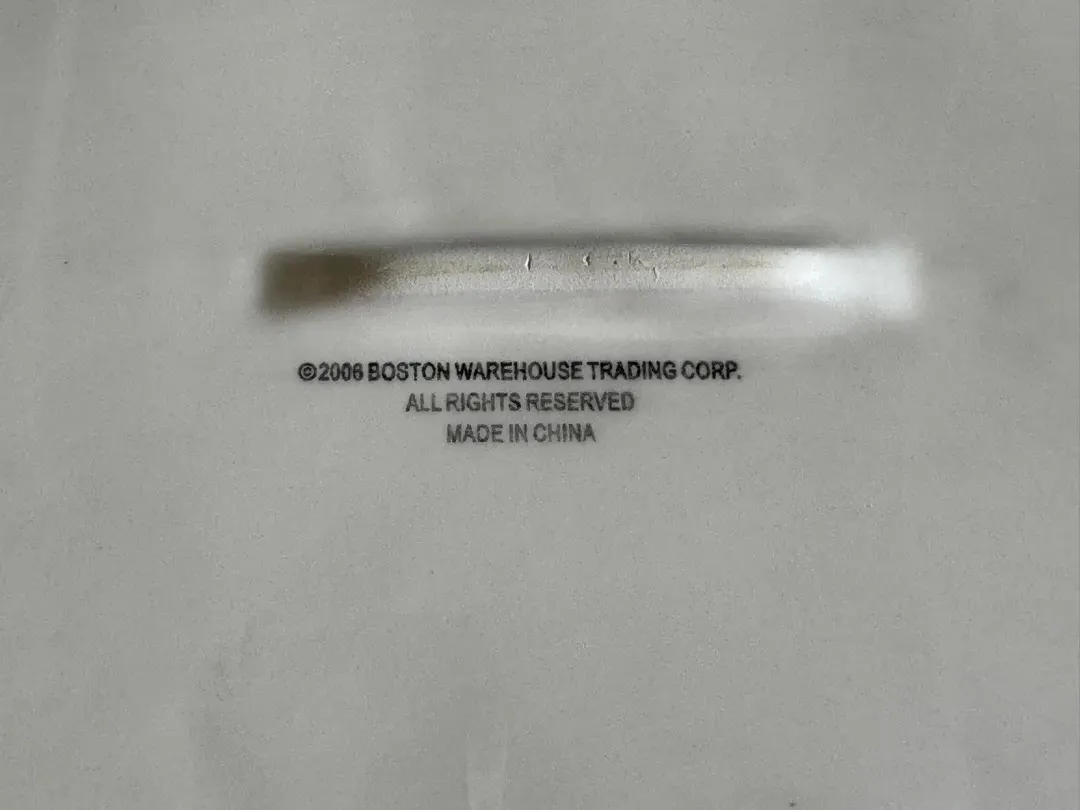 ©2006 BOSTON WAREHOUSE TRADING CORP.
ALL RIGHTS RESERVED
MADE IN CHINA